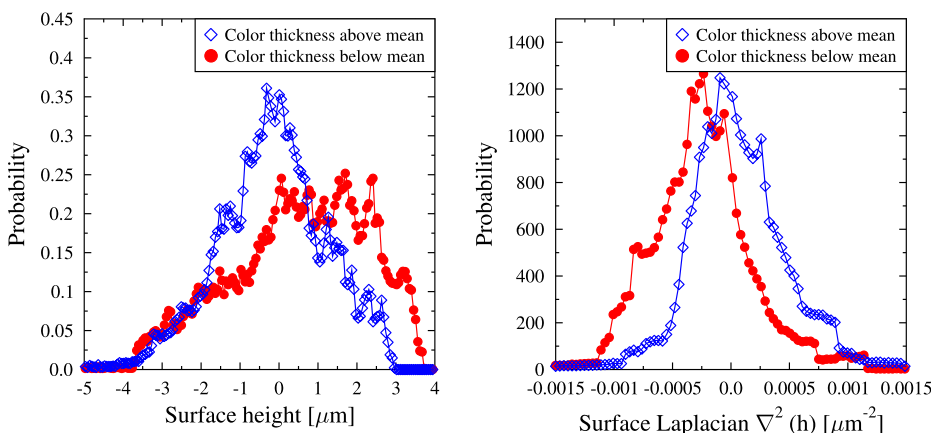 0.45
0.4
0.35
0.3
0.25
0.2
0.15
0.1
0.05
0.0
Probability
Color thickness above mean
Color thickness below mean
-5 -4 -3 -2 -1 0 1 2 3 4
Surface height [μm]
1400
1200
1000
800
600
400
200
0
Probability
Color thickness above mean
Color thickness below mean
-0.0015 -0.001 -0.0005 0.0 0.0005 0.001 0.0015
Surface Laplacian ∇² (h) [μm⁻²]